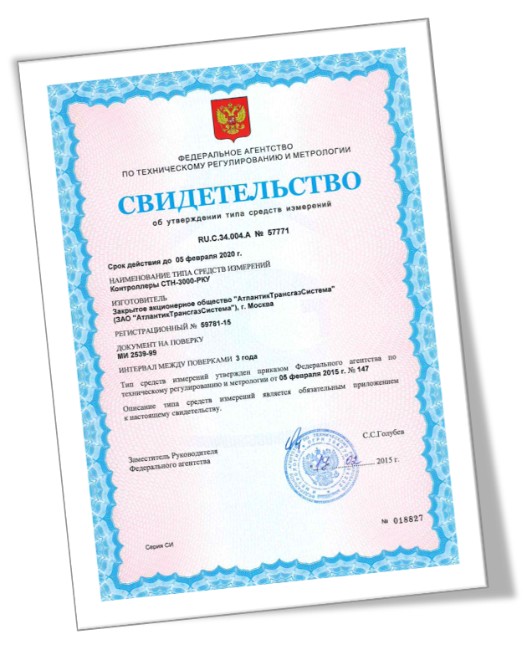 ФЕДЕРАЛЬНОЕ АГЕНТСТВО
ПО ТЕХНИЧЕСКОМУ РЕГУЛИРОВАНИЮ И МЕТРОЛОГИИ
СВИДЕТЕЛЬСТВО
об утверждении типа средств измерений
RU.C.34.004.A № 57771
Срок действия до 05 февраля 2020 г.
НАИМЕНОВАНИЕ ТИПА СРЕДСТВ ИЗМЕРЕНИЙ
Контроллеры СТН-3000-РКУ
ИЗГОТОВИТЕЛЬ
Закрытое акционерное общество "АтлантикТрансгазСистема"
(ЗАО "АтлантикТрансгазСистема"), г. Москва
РЕГИСТРАЦИОННЫЙ № 59781-15
ДОКУМЕНТ НА ПОВЕРКУ
МИ 2539-99
ИНТЕРВАЛ МЕЖДУ ПОВЕРКАМИ 3 года
Тип средств измерений утвержден приказом Федерального агентства по
техническому регулированию и метрологии от 05 февраля 2015 г. № 147
Описание типа средств измерений является обязательным приложением
к настоящему свидетельству.
Заместитель Руководителя
Федерального агентства
С.С.Голубев
2015 г.
№ 018827
Серия СИ